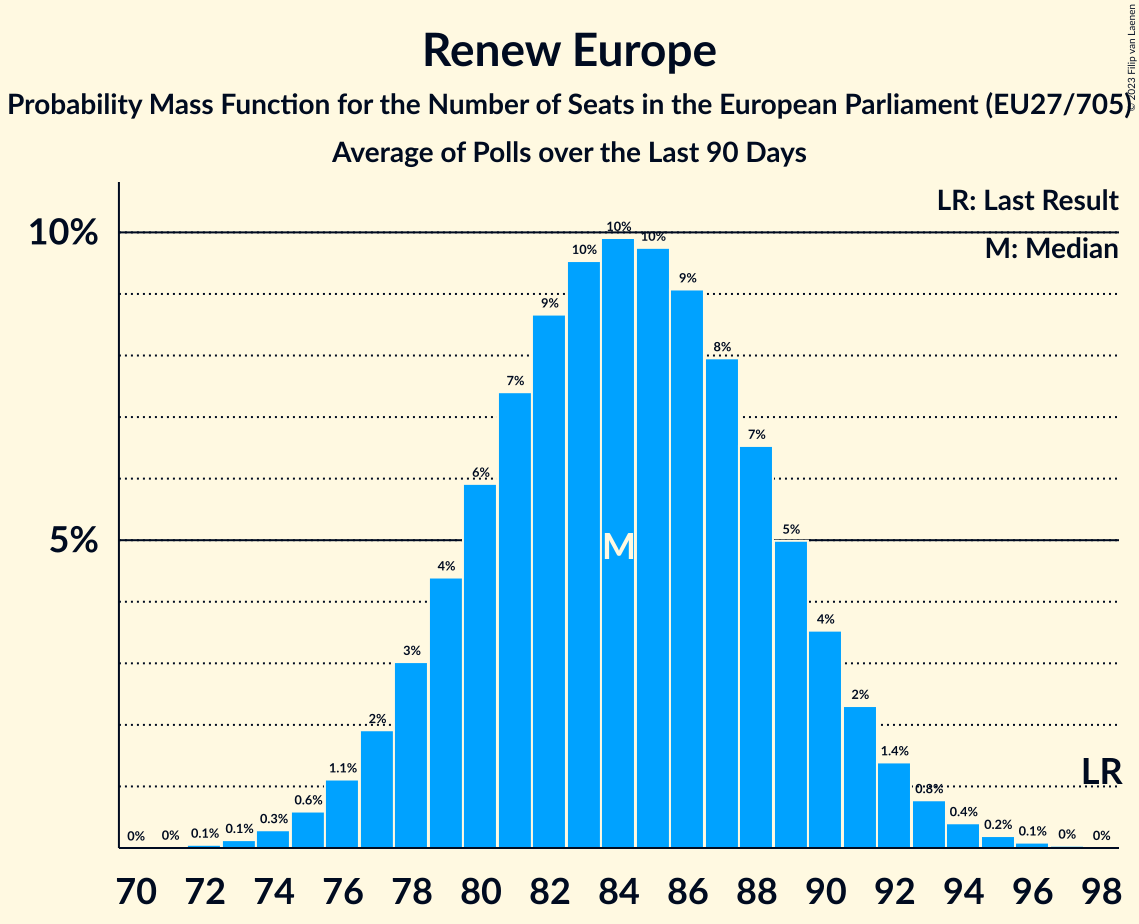 © 2023 Filip van Laenen
Renew Europe
Probability Mass Function for the Number of Seats in the European Parliament (EU27/705)
Average of Polls over the Last 90 Days
LR: Last Result
M: Median
10%
5%
0% 0% 0.1% 0.1% 0.3% 0.6% 1.1% 2% 3% 4% 6% 7% 9% 10% 10% 10% 9% 8% 7% 5% 4% 2% 1.4% 0.8% 0.4% 0.2% 0.1% 0% 0%
M
LR
70 72 74 76 78 80 82 84 86 88 90 92 94 96 98